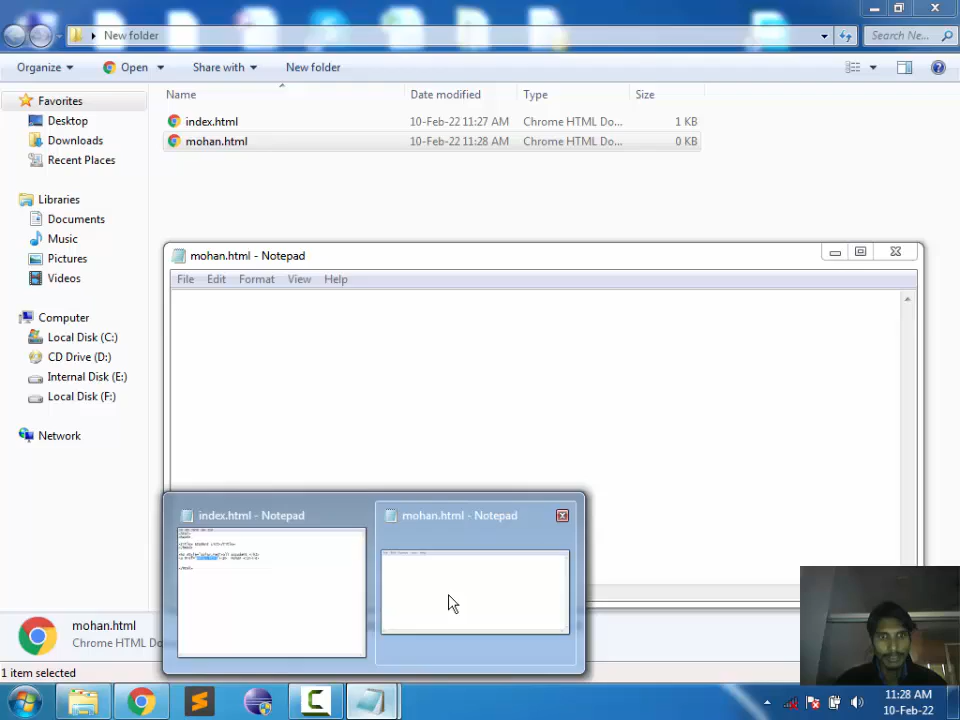 New folder
Search Ne...
Organize
Open
Share with
New folder
Favorites
Desktop
Downloads
Recent Places
Libraries
Documents
Music
Pictures
Videos
Computer
Local Disk (C:)
CD Drive (D:)
Internal Disk (E:)
Local Disk (F:)
Network
Name Date modified Type Size
index.html 10-Feb-22 11:27 AM Chrome HTML Do... 1 KB
mohan.html 10-Feb-22 11:28 AM Chrome HTML Do... 0 KB
mohan.html - Notepad
File Edit Format View Help
index.html - Notepad
mohan.html - Notepad
mohan.html
Chrome HTML Do
1 item selected
11:28 AM
10-Feb-22